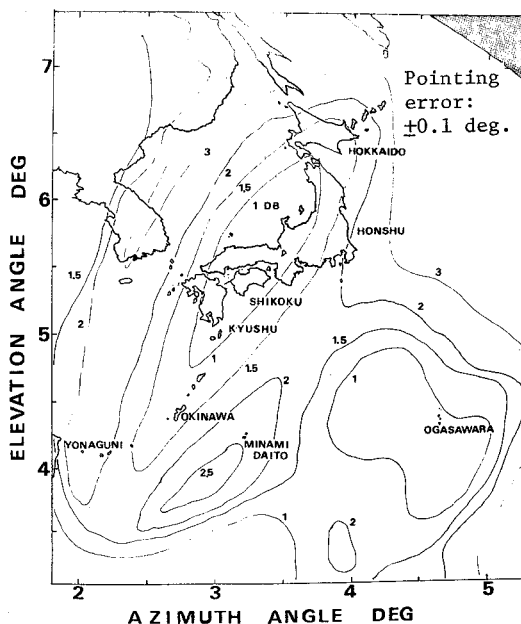 7
6
5
4
ELEVATION ANGLE DEG
Pointing
error:
±0.1 deg.
HOKKAIDO
3
2
1.5
1 DB
HONSHU
1.5
2
3
SHIKOKU
2
KYUSHU
1
1.5
1.5
2
1
OKINAWA
OGASAWARA
YONAGUNI
MINAMI
DAITO
2.5
1
2
2
3
4
5
AZIMUTH ANGLE DEG